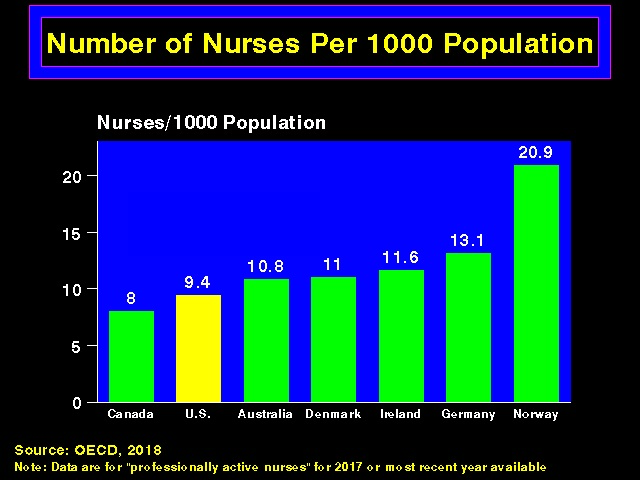 Number of Nurses Per 1000 Population
Nurses/1000 Population
20
15
10
5
0
8
9.4
10.8
11
11.6
13.1
20.9
Canada U.S. Australia Denmark Ireland Germany Norway
Source: OECD, 2018
Note: Data are for "professionally active nurses" for 2017 or most recent year available